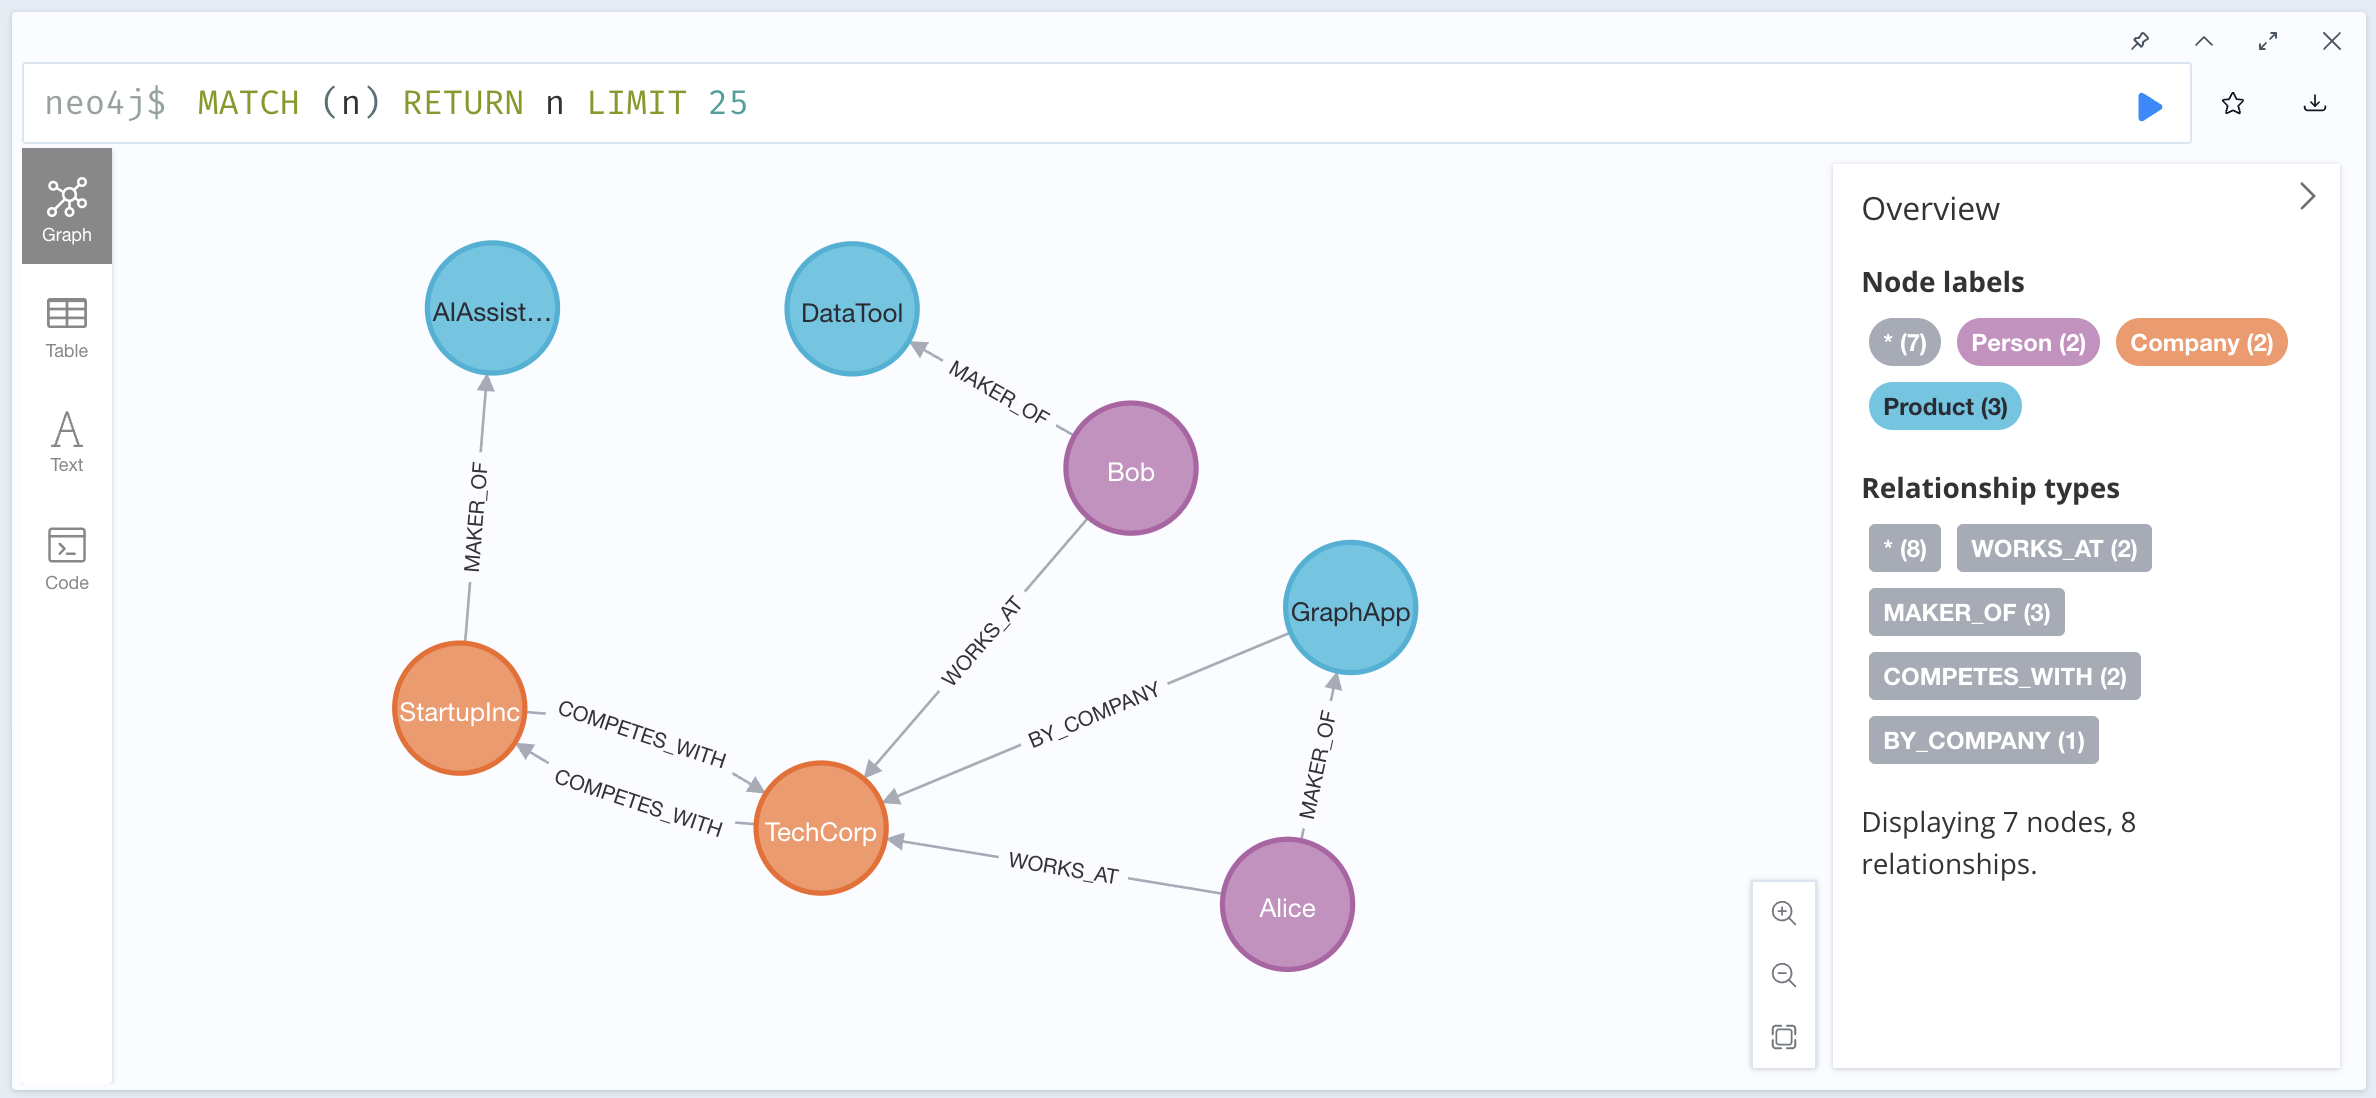 neo4j$ MATCH (n) RETURN n LIMIT 25
Graph
Table
Text
Code
AIAssist...
DataTool
MAKER_OF
Bob
MAKER_OF
WORKS_AT
GraphApp
BY_COMPANY
StartupInc
COMPETES_WITH
COMPETES_WITH
MAKER_OF
TechCorp
WORKS_AT
Alice
Overview
Node labels
* (7) Person (2) Company (2)
Product (3)
Relationship types
* (8) WORKS_AT (2)
MAKER_OF (3)
COMPETES_WITH (2)
BY_COMPANY (1)
Displaying 7 nodes, 8
relationships.